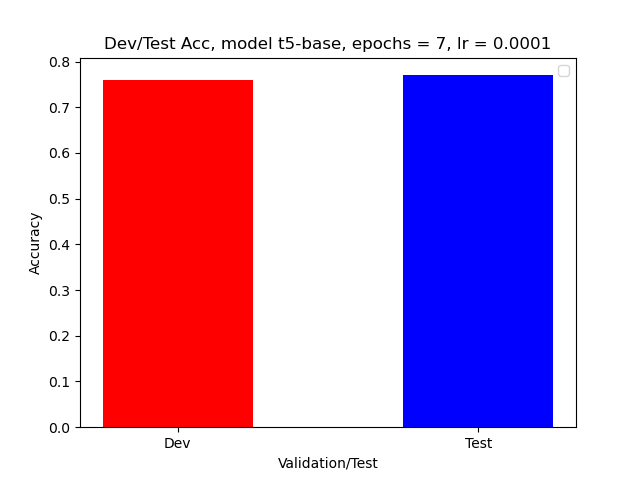 Dev/Test Acc, model t5-base, epochs = 7, lr = 0.0001
0.8
0.7
0.6
0.5
0.4
0.3
0.2
0.1
0.0
Accuracy
Dev Test
Validation/Test